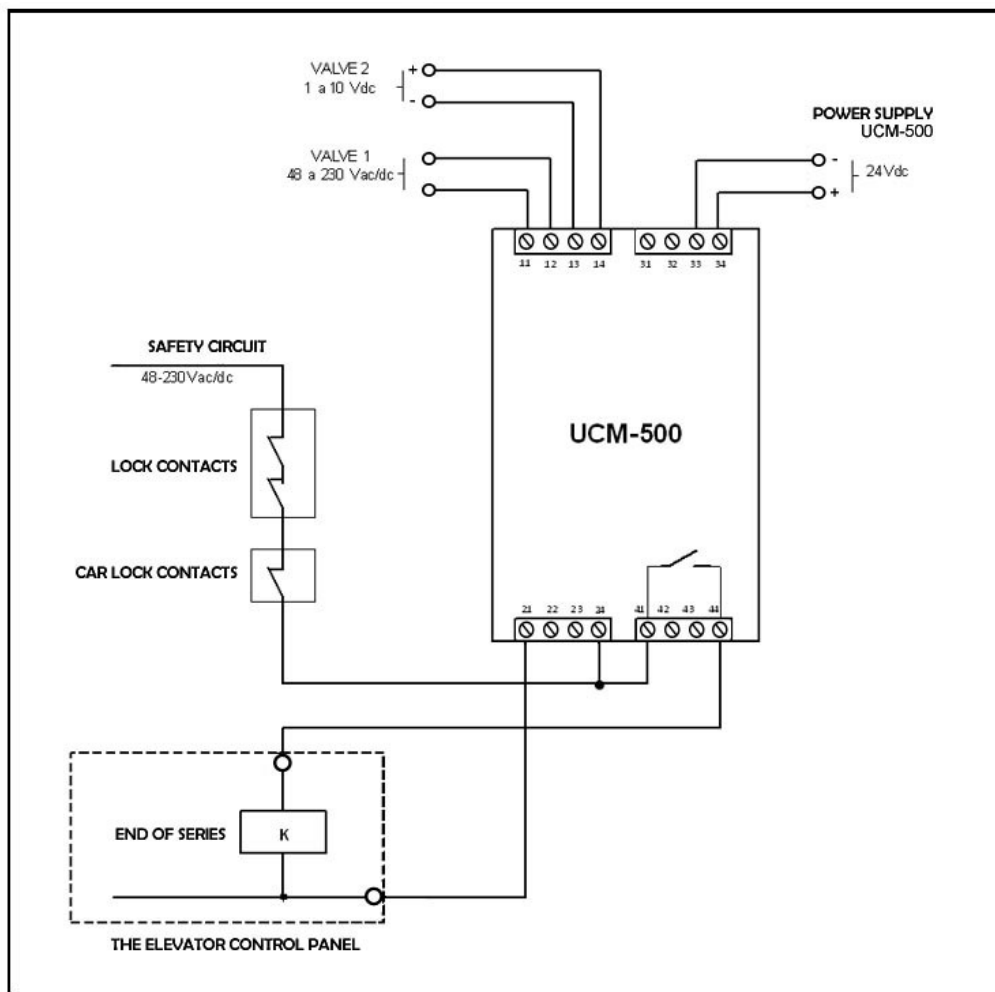 VALVE 2
1 a 10 Vdc
+
-
VALVE 1
48 a 230 Vac/dc
POWER SUPPLY
UCM-500
-
24Vdc
+
11 12 13 14 31 32 33 34
SAFETY CIRCUIT
48-230Vac/dc
LOCK CONTACTS
UCM-500
CAR LOCK CONTACTS
21 22 23 24 41 42 43 44
END OF SERIES
K
THE ELEVATOR CONTROL PANEL